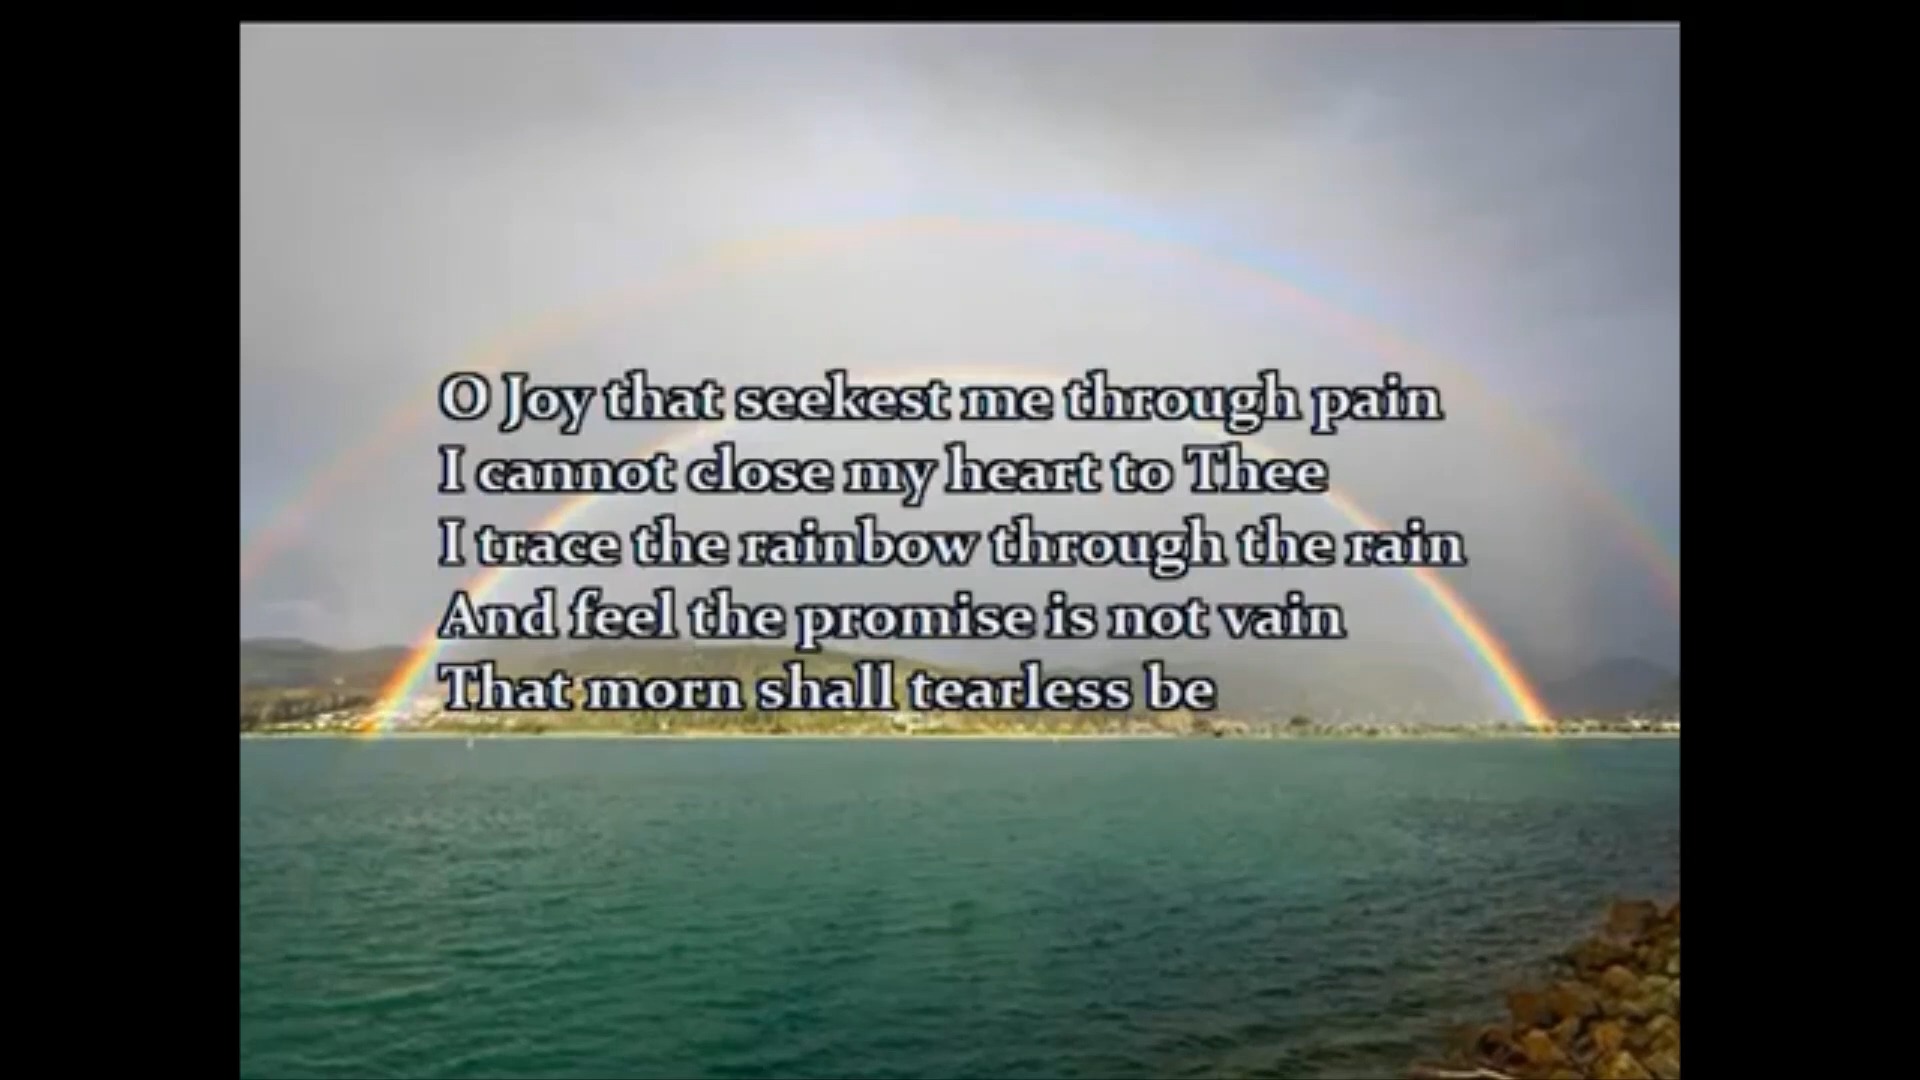 O Joy that seekest me through pain
I cannot close my heart to Thee
I trace the rainbow through the rain
And feel the promise is not vain
That morn shall tearless be